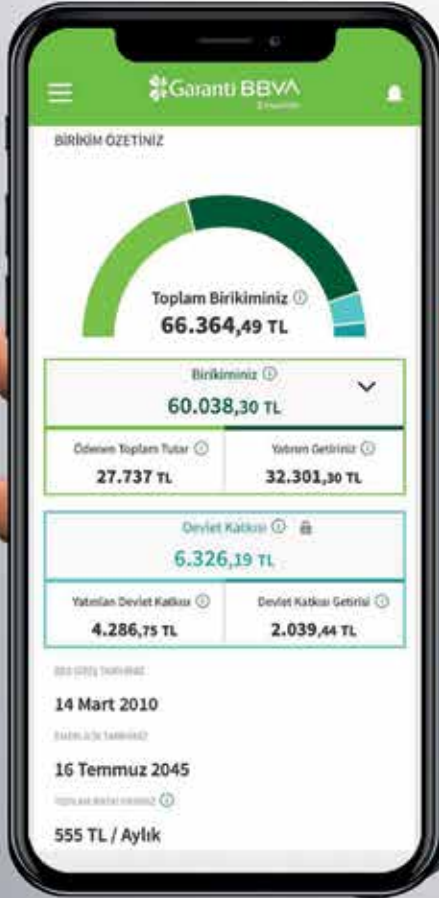 Garanti BBVA
BİRİKİM ÖZETİNİZ
Toplam Birikiminiz
66.364,49 TL
Birikiminiz
60.038,30 TL
Ödenen Toplam Tutar
Yatırım Getiriniz
27.737 TL
32.301,30 TL
Devlet Katkısı
6.326,19 TL
Yatırılan Devlet Katkısı
Devlet Katkısı Getirisi
4.286,75 TL
2.039,44 TL
14 Mart 2010
16 Temmuz 2045
555 TL / Aylık